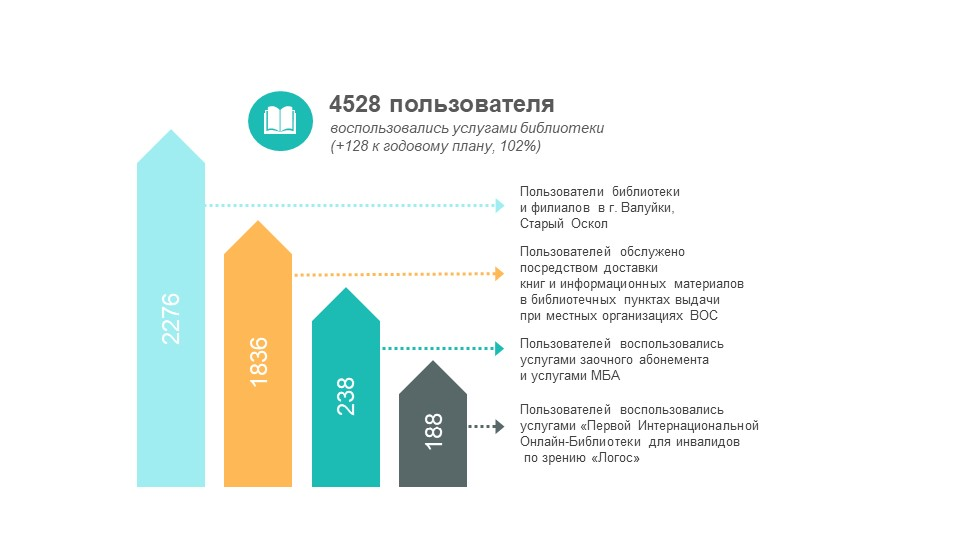 4528 пользователя
воспользовались услугами библиотеки
(+128 к годовому плану, 102%)
Пользователи библиотеки
и филиалов в г. Валуйки,
Старый Оскол
Пользователей обслужено
посредством доставки
книг и информационных материалов
в библиотечных пунктах выдачи
при местных организациях ВОС
Пользователей воспользовались
услугами заочного абонемента
и услугами МБА
Пользователей воспользовались
услугами «Первой Интернациональной
Онлайн-Библиотеки для инвалидов
по зрению «Логос»
2276
1836
238
188